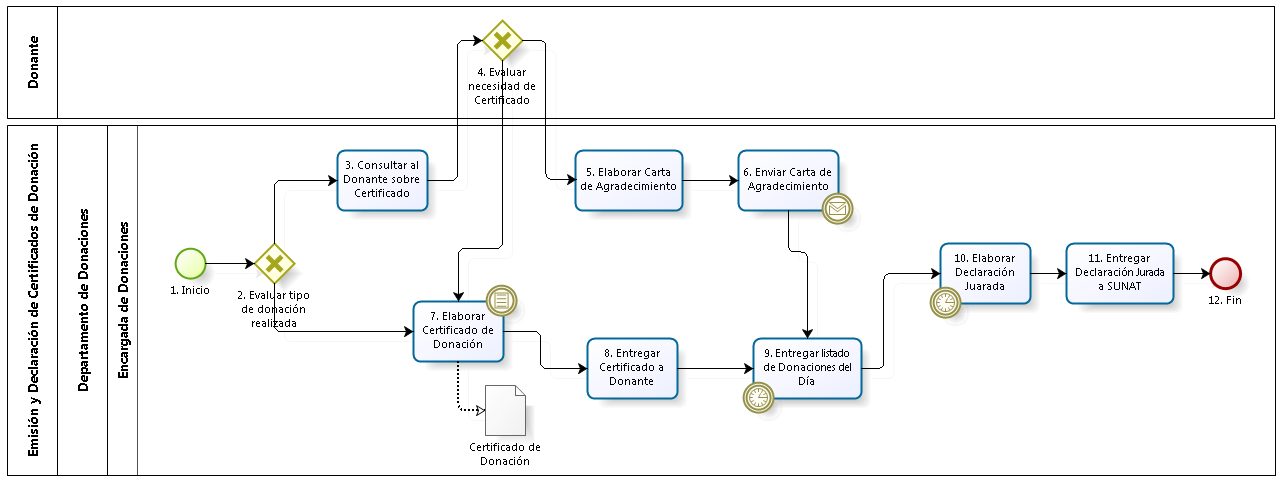 Donante
4. Evaluar
necesidad de
Certificado
Emisión y Declaración de Certificados de Donación
Departamento de Donaciones
Encargada de Donaciones
1. Inicio
2. Evaluar tipo
de donación
realizada
3. Consultar al
Donante sobre
Certificado
5. Elaborar Carta
de Agradecimiento
6. Enviar Carta de
Agradecimiento
7. Elaborar
Certificado de
Donación
Certificado de
Donación
8. Entregar
Certificado a
Donante
9. Entregar listado
de Donaciones del
Día
10. Elaborar
Declaración
Juarada
11. Entregar
Declaración Jurada
a SUNAT
12. Fin